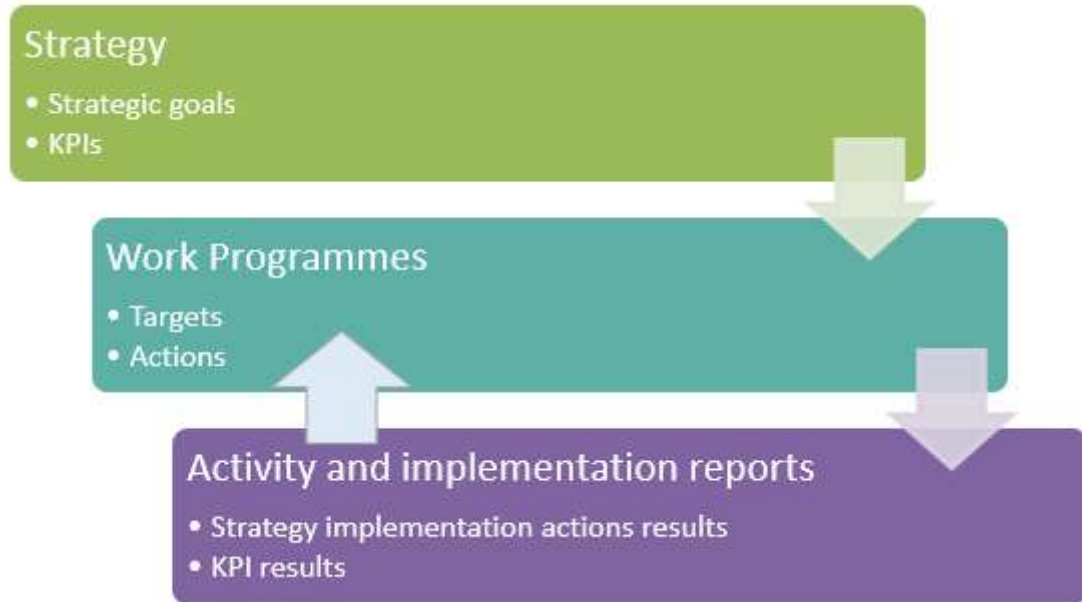 Strategy
• Strategic goals
• KPIs
Work Programmes
• Targets
• Actions
Activity and implementation reports
• Strategy implementation actions results
• KPI results